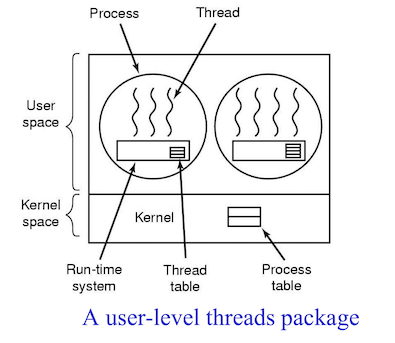 Process
Thread
User
space
Kernel
space
Kernel
Run-time
system
Thread
table
Process
table
A user-level threads package